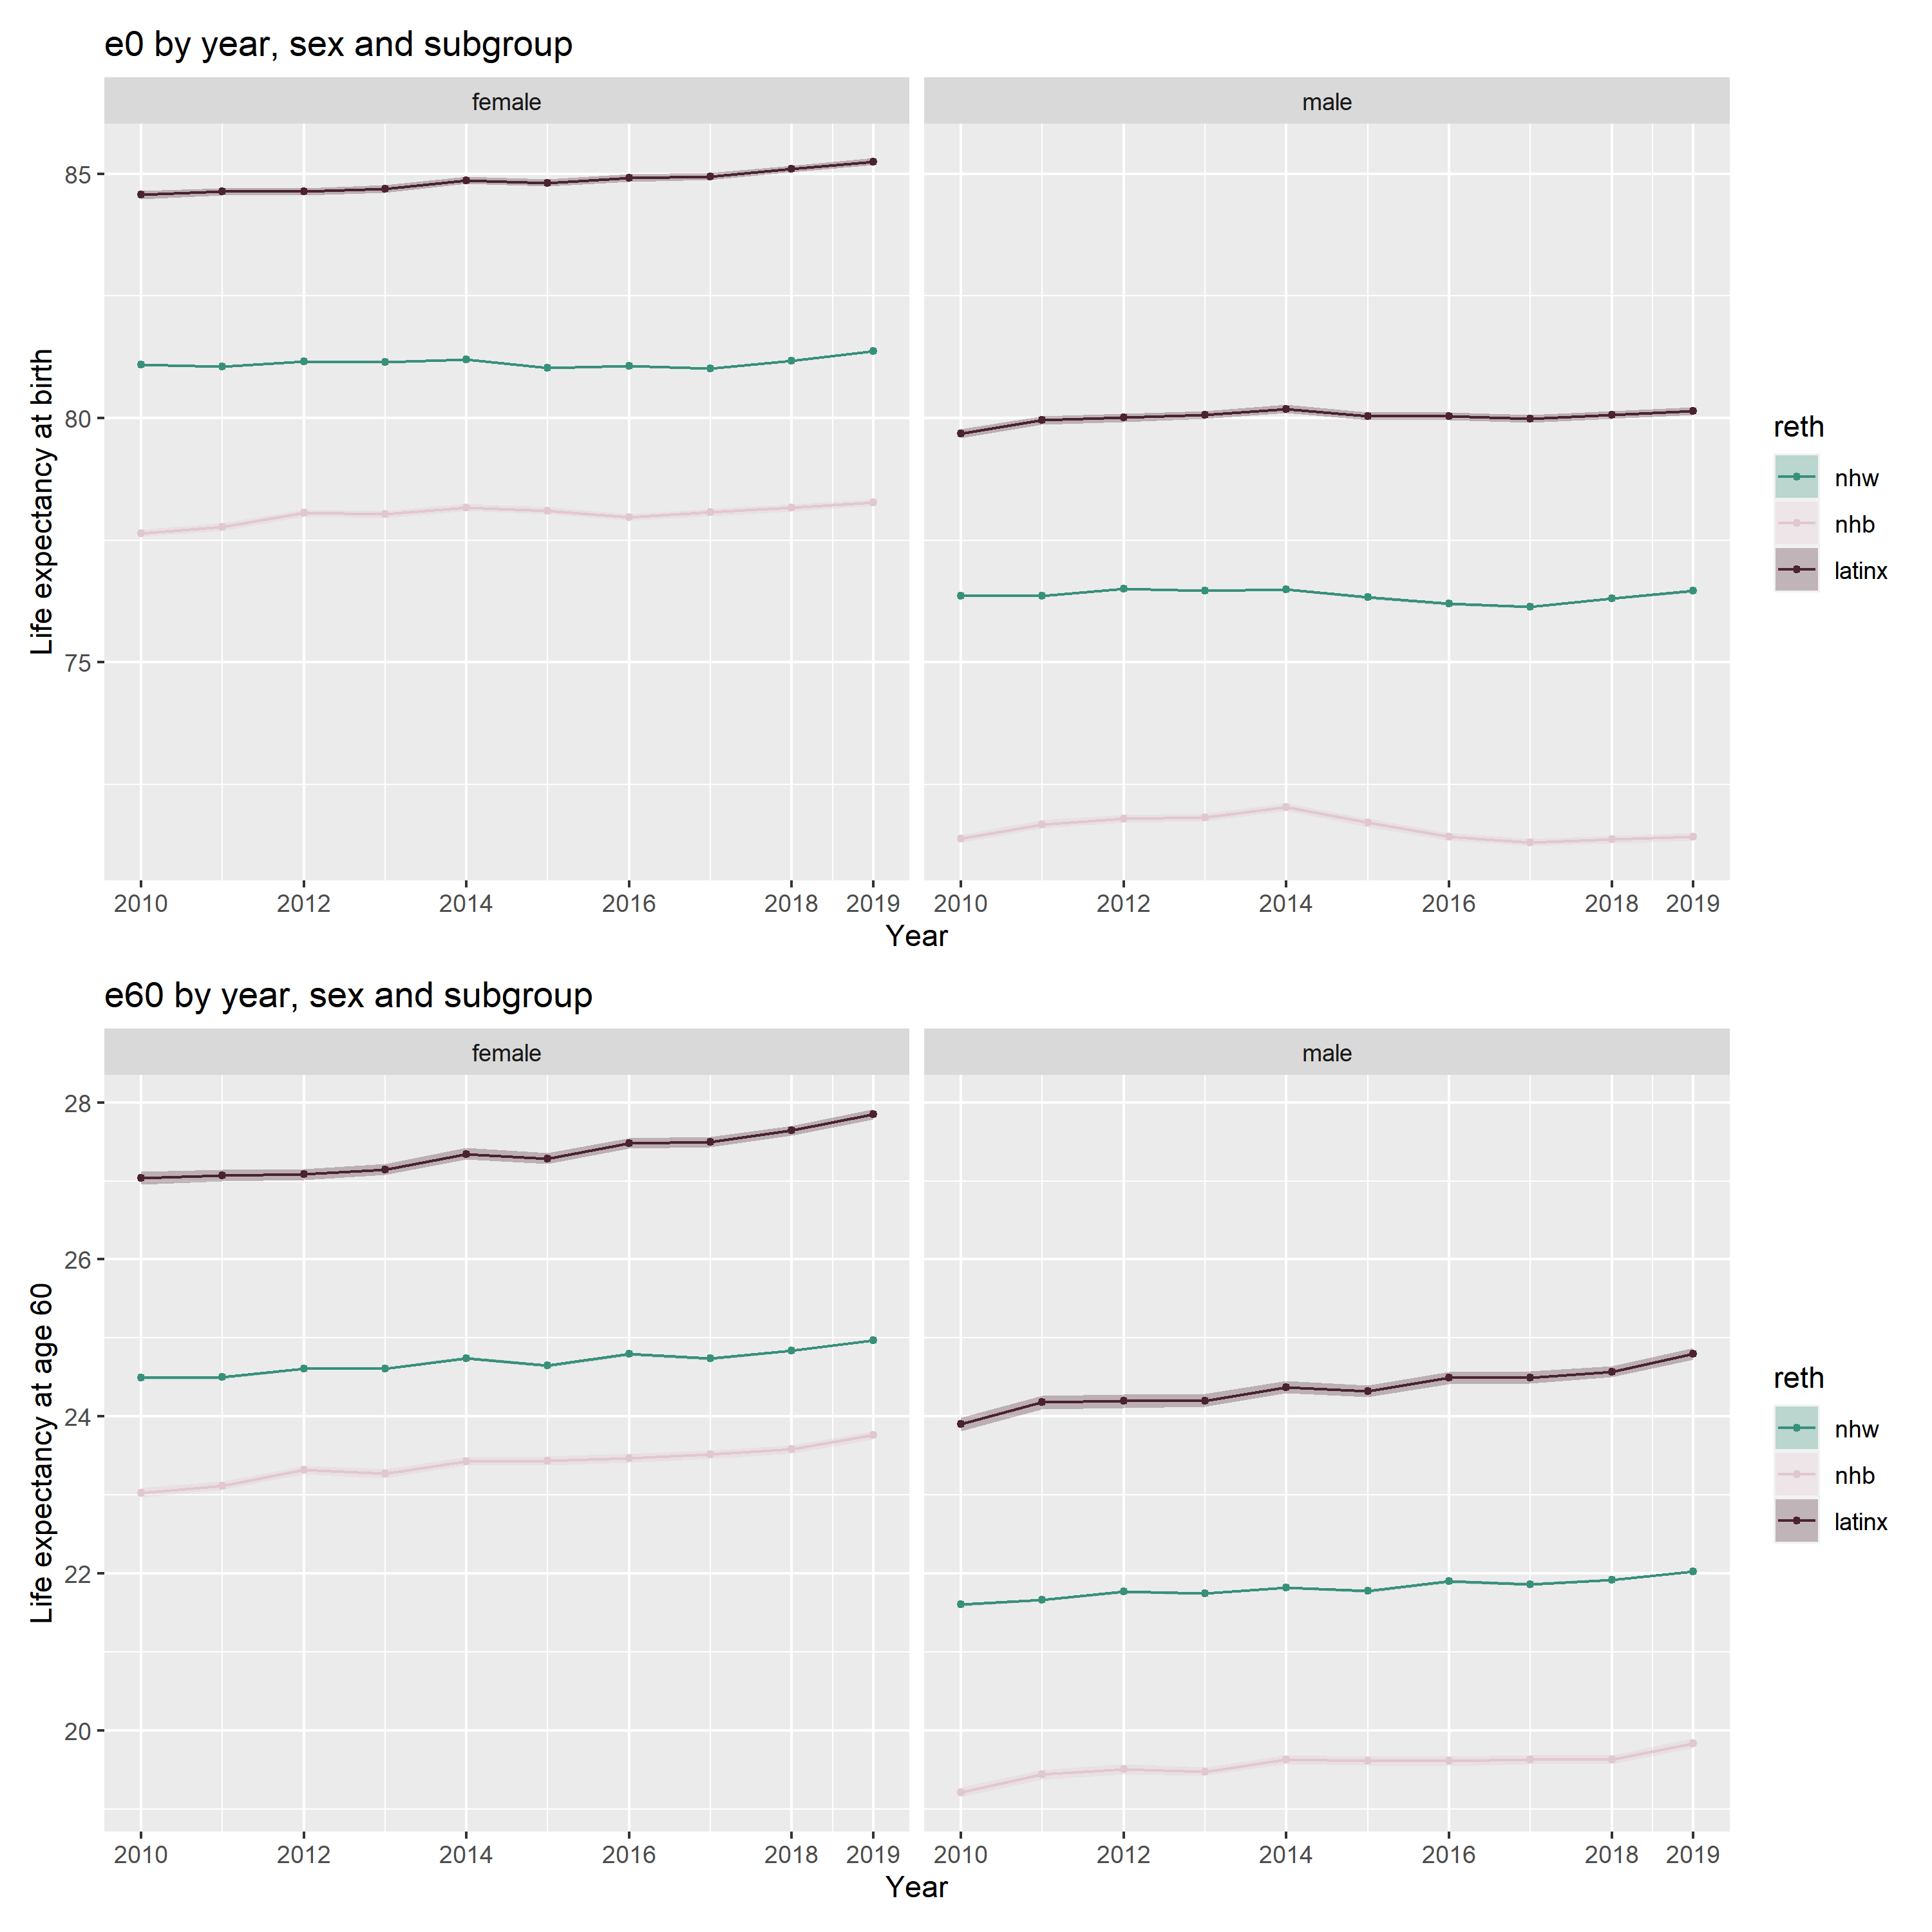 e0 by year, sex and subgroup
female
male
85
80
75
Life expectancy at birth
2010 2012 2014 2016 2018 2019
2010 2012 2014 2016 2018 2019
Year
reth
nhw
nhb
latinx
e60 by year, sex and subgroup
female
male
28
26
24
22
20
Life expectancy at age 60
2010 2012 2014 2016 2018 2019
2010 2012 2014 2016 2018 2019
Year
reth
nhw
nhb
latinx